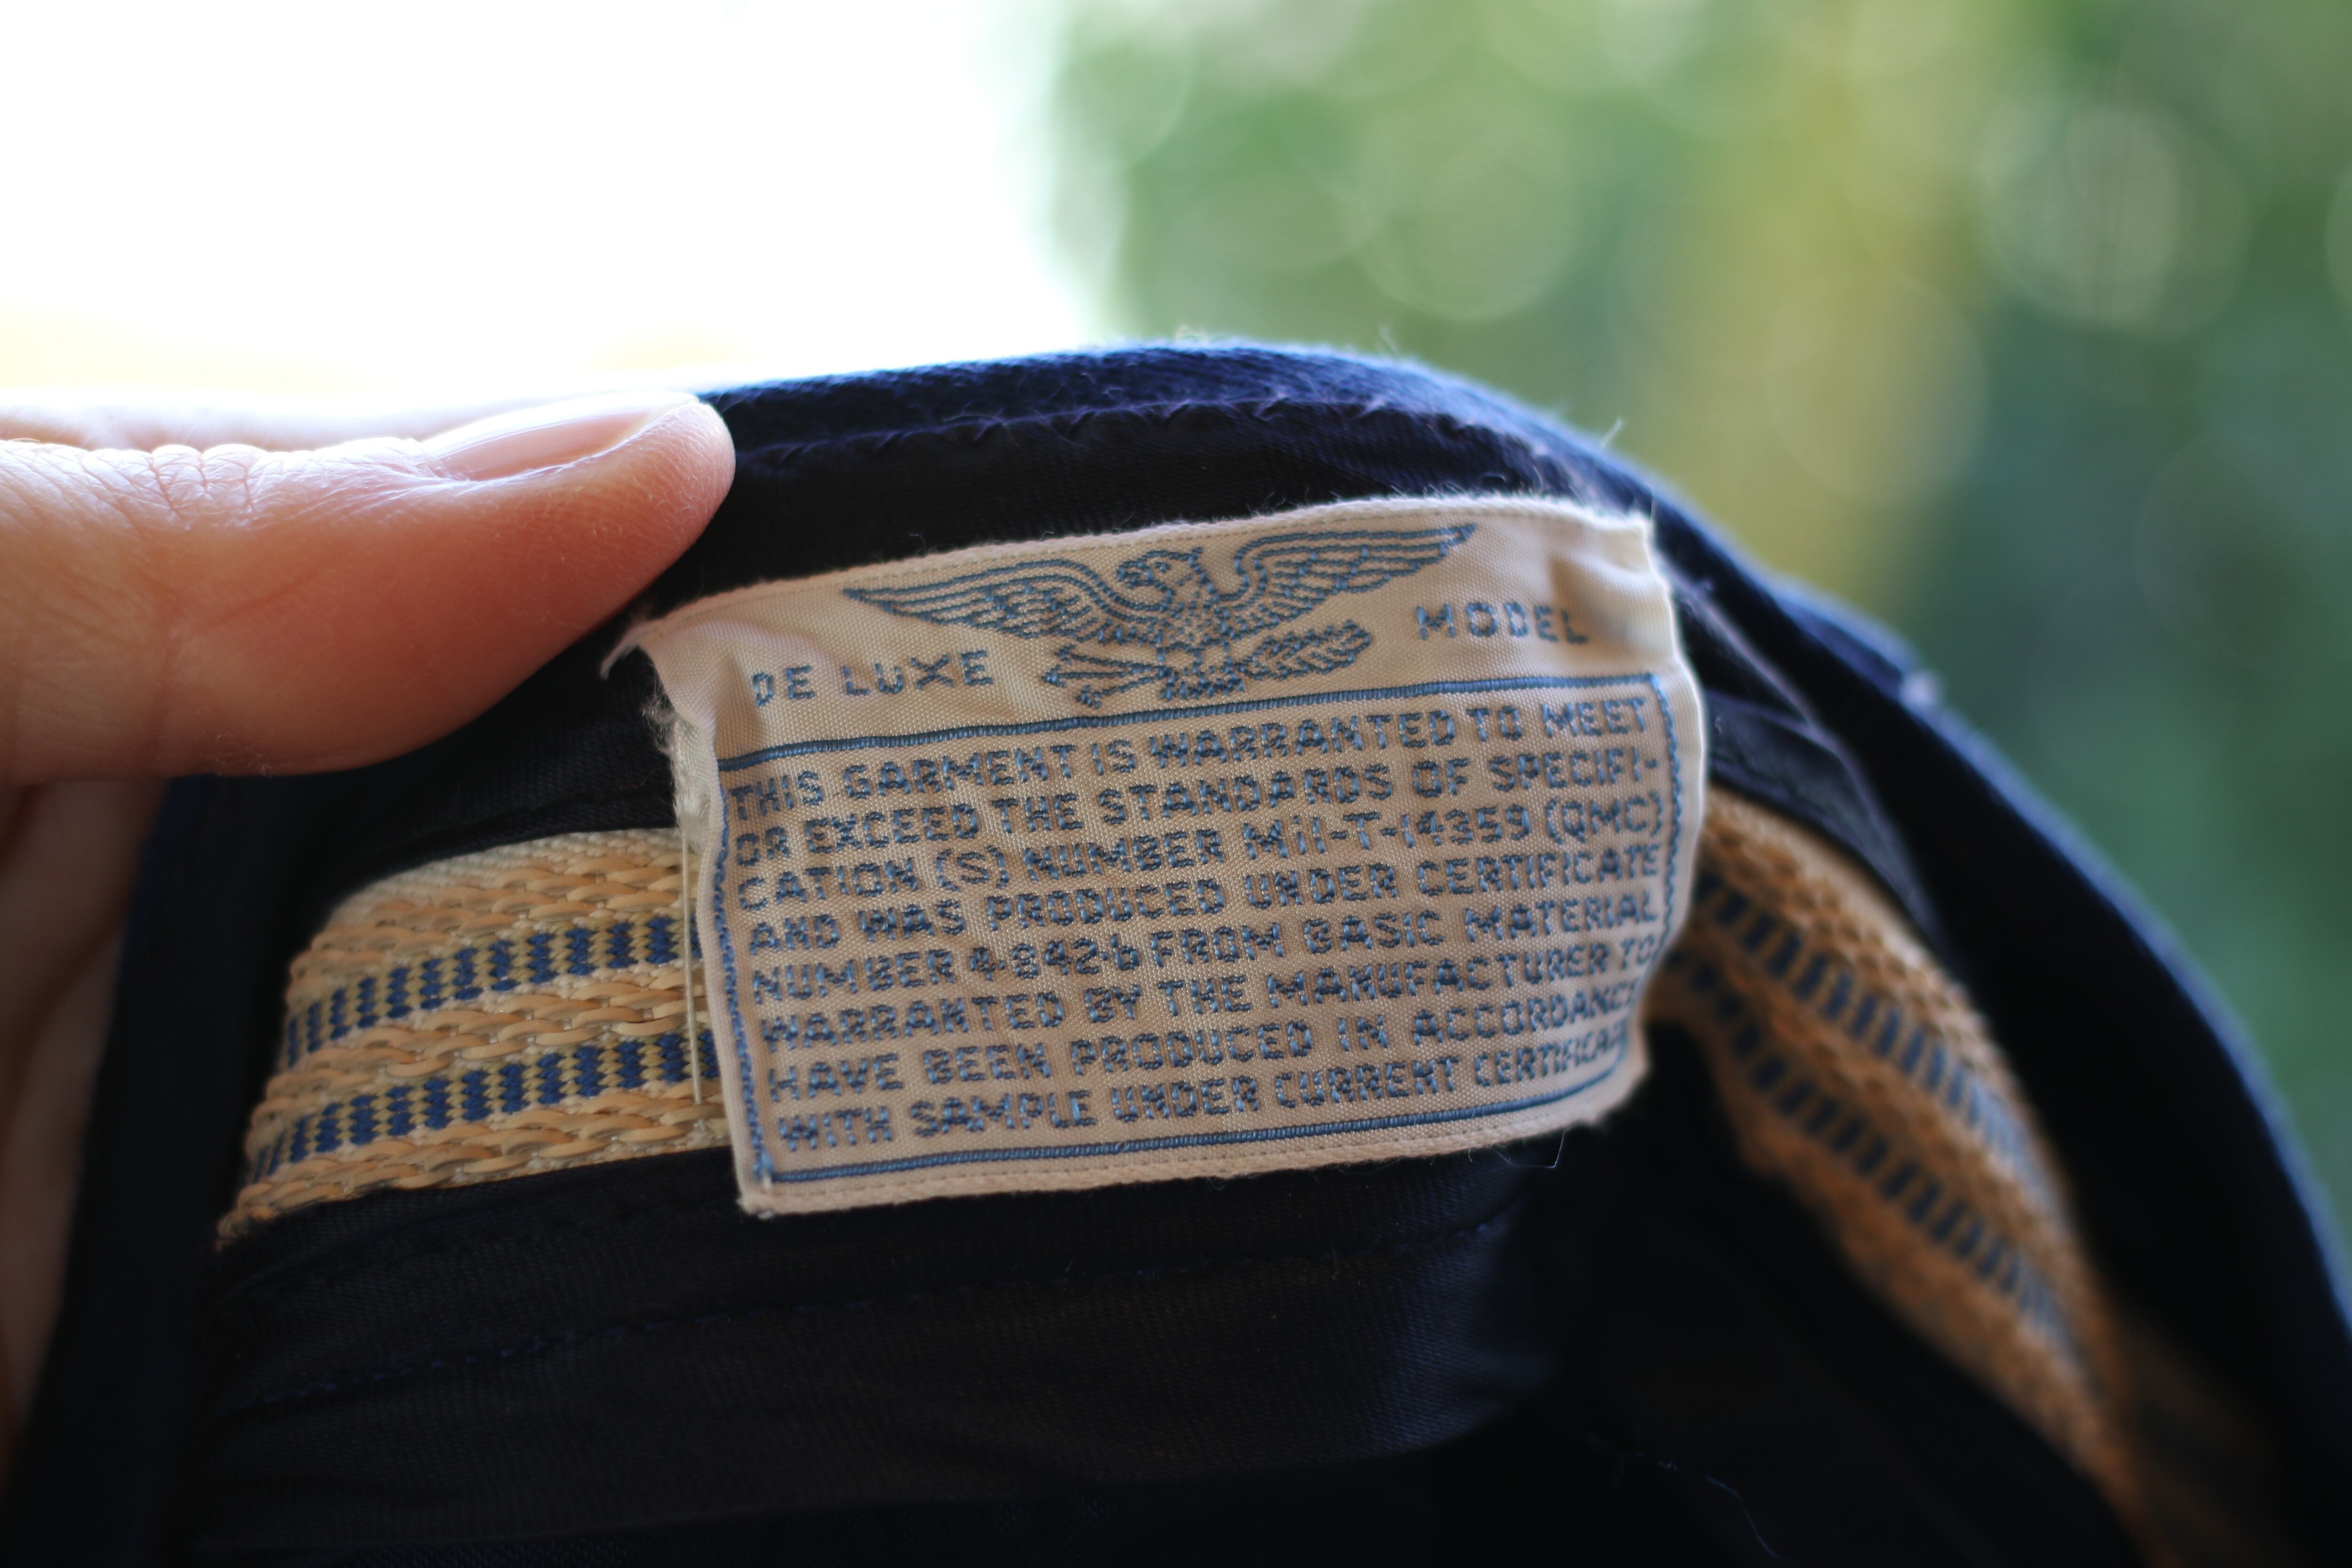 DE LUXE MODEL
THIS GARMENT IS WARRANTED TO MEET
OR EXCEED THE STANDARDS OF SPECIFI-
CATION (S) NUMBER Mil-T-14359 (QMC)
AND WAS PRODUCED UNDER CERTIFICATE
NUMBER 4-842-b FROM BASIC MATERIAL
WARRANTED BY THE MANUFACTURER TO
HAVE BEEN PRODUCED IN ACCORDANCE
WITH SAMPLE UNDER CURRENT